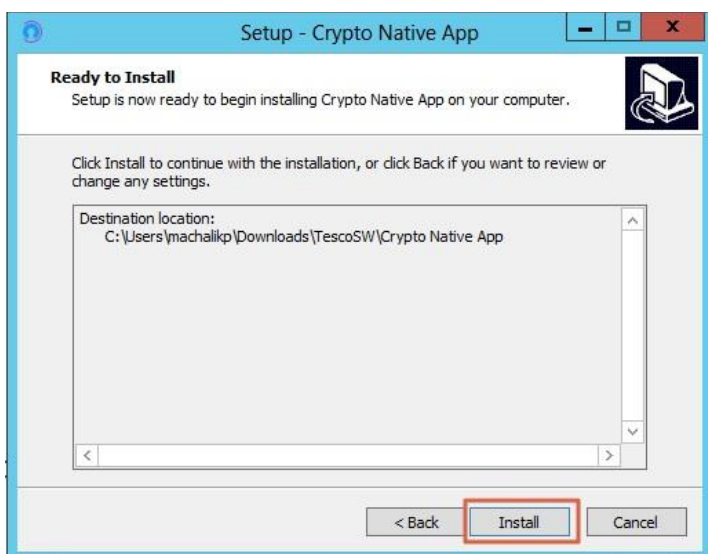 Setup - Crypto Native App
Ready to Install
Setup is now ready to begin installing Crypto Native App on your computer.
Click Install to continue with the installation, or click Back if you want to review or
change any settings.
Destination location:
C:\Users\machalikp\Downloads\TescoSW\Crypto Native App
< Back
Install
Cancel